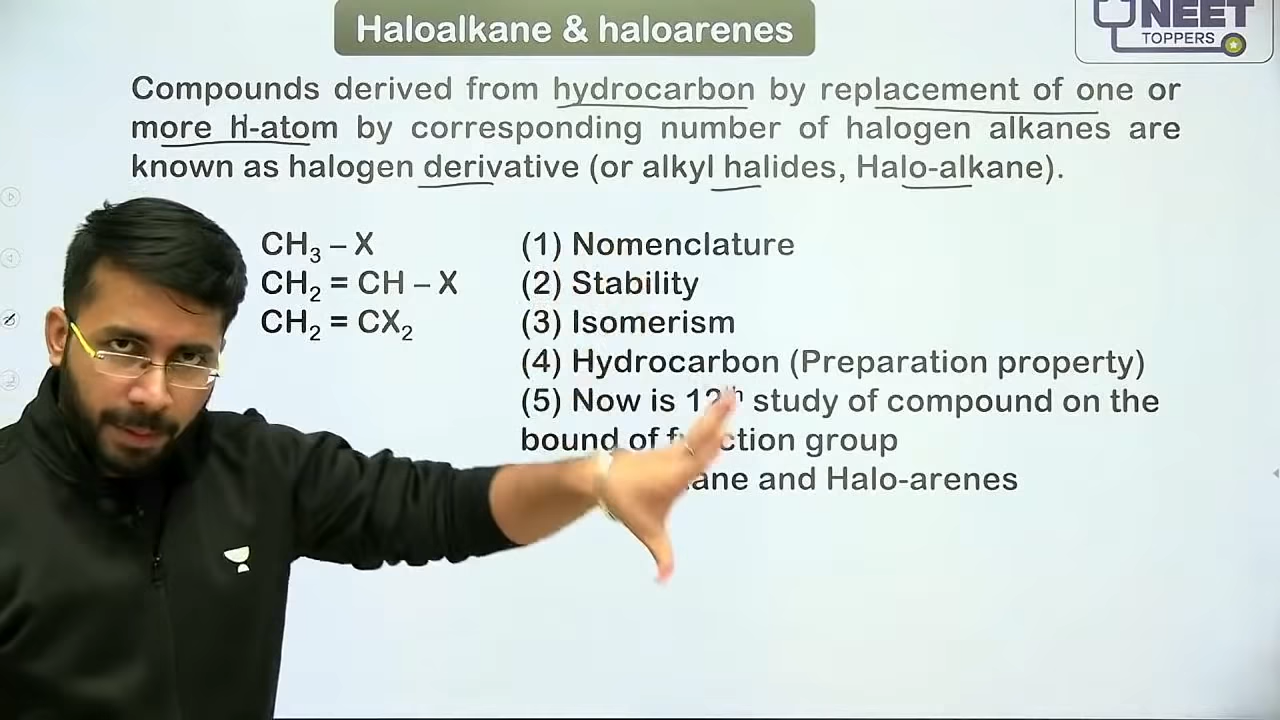 Haloalkane & haloarenes
NEET
TOPPERS
Compounds derived from hydrocarbon by replacement of one or
more H-atom by corresponding number of halogen alkanes are
known as halogen derivative (or alkyl halides, Halo-alkane).
CH₃ – X
CH₂ = CH – X
CH₂ = CX₂
(1) Nomenclature
(2) Stability
(3) Isomerism
(4) Hydrocarbon (Preparation property)
(5) Now is 12th study of compound on the
bound of group
and Halo-arenes